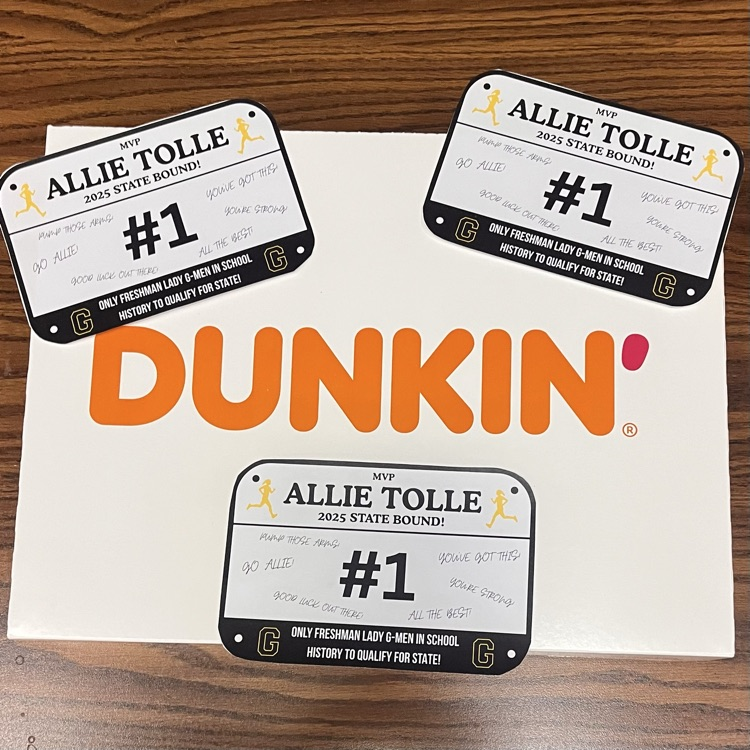 MVP
ALLIE TOLLE
2025 STATE BOUND!
PUMP THOSE ARMS
GO ALLIE!
GOOD LUCK OUT THERE!
#1
YOU'VE GOT THIS!
YOU'RE STRONG
ALL THE BEST!
ONLY FRESHMAN LADY G-MEN IN SCHOOL
HISTORY TO QUALIFY FOR STATE!
G
G
MVP
ALLIE TOLLE
2025 STATE BOUND!
PUMP THOSE ARMS
GO ALLIE!
GOOD LUCK OUT THERE!
#1
YOU'VE GOT THIS!
YOU'RE STRONG
ALL THE BEST!
ONLY FRESHMAN LADY G-MEN IN SCHOOL
HISTORY TO QUALIFY FOR STATE!
G
G
DUNKIN'®
MVP
ALLIE TOLLE
2025 STATE BOUND!
PUMP THOSE ARMS
GO ALLIE!
GOOD LUCK OUT THERE!
#1
YOU'VE GOT THIS!
YOU'RE STRONG
ALL THE BEST!
ONLY FRESHMAN LADY G-MEN IN SCHOOL
HISTORY TO QUALIFY FOR STATE!
G
G